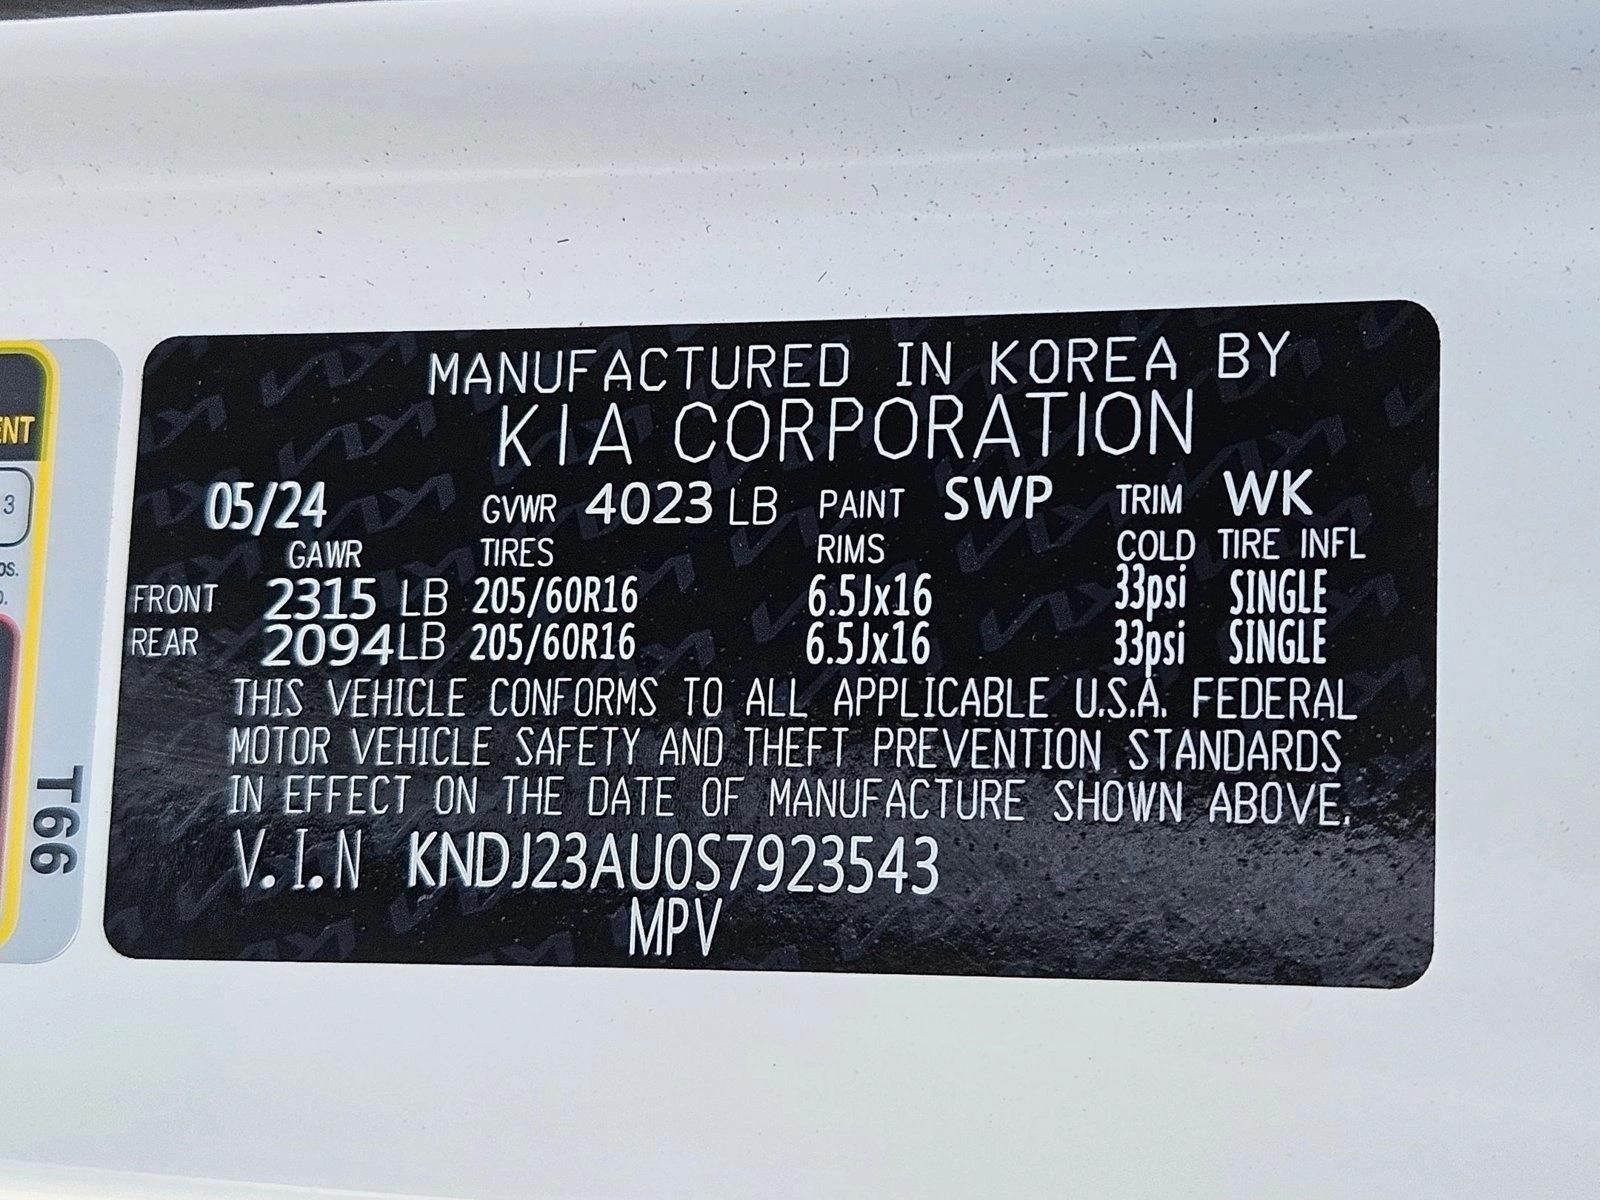 MANUFACTURED IN KOREA BY
KIA CORPORATION
05/24 GVWR 4023 LB PAINT SWP TRIM WK
GAWR TIRES RIMS COLD TIRE INFL
FRONT 2315 LB 205/60R16 6.5Jx16 33psi SINGLE
REAR 2094 LB 205/60R16 6.5Jx16 33psi SINGLE
THIS VEHICLE CONFORMS TO ALL APPLICABLE U.S.A. FEDERAL
MOTOR VEHICLE SAFETY AND THEFT PREVENTION STANDARDS
IN EFFECT ON THE DATE OF MANUFACTURE SHOWN ABOVE.
V.I.N KNDJ23AU0S7923543
MPV
3
T66